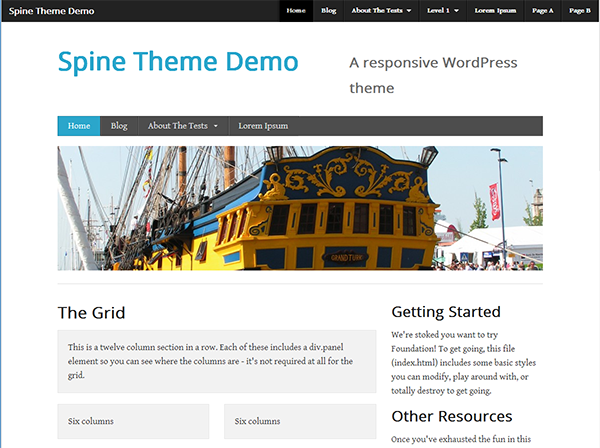 Spine Theme Demo
Home Blog About The Tests Level 1 Lorem Ipsum Page A Page B
Spine Theme Demo
A responsive WordPress
theme
Home Blog About The Tests Lorem Ipsum
GRAND TURK
The Grid
This is a twelve column section in a row. Each of these includes a div.panel
element so you can see where the columns are - it's not required at all for the
grid.
Six columns
Six columns
Getting Started
We're stoked you want to try
Foundation! To get going, this file
(index.html) includes some basic styles
you can modify, play around with, or
totally destroy to get going.
Other Resources
Once you've exhausted the fun in this